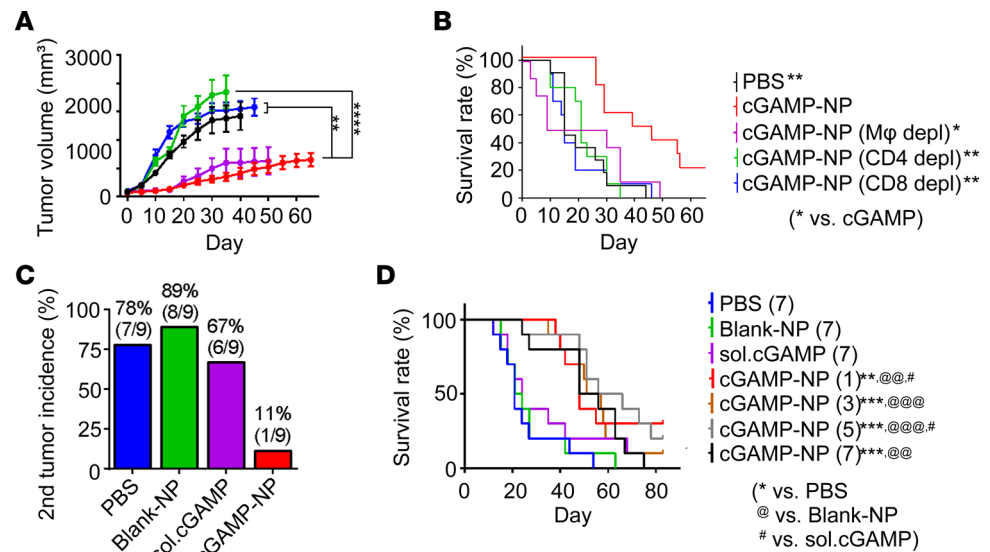 A
Tumor volume (mm³)
3000
2000
1000
0
0 10 20 30 40 50 60
Day
**
****
B
Survival rate (%)
100
80
60
40
20
0
0 10 20 30 40 50 60
Day
PBS**
cGAMP-NP
cGAMP-NP (Mφ depl)*
cGAMP-NP (CD4 depl)**
cGAMP-NP (CD8 depl)**
(* vs. cGAMP)
C
2nd tumor incidence (%)
100
75
50
25
0
78%
(7/9)
89%
(8/9)
67%
(6/9)
11%
(1/9)
PBS
Blank-NP
sol.cGAMP
cGAMP-NP
D
Survival rate (%)
100
50
0
0 20 40 60 80
Day
PBS (7)
Blank-NP (7)
sol.cGAMP (7)
cGAMP-NP (1)**,@@,#
cGAMP-NP (3)***,@@@
cGAMP-NP (5)***,@@@,#
cGAMP-NP (7)***,@@
(* vs. PBS
@ vs. Blank-NP
# vs. sol.cGAMP)